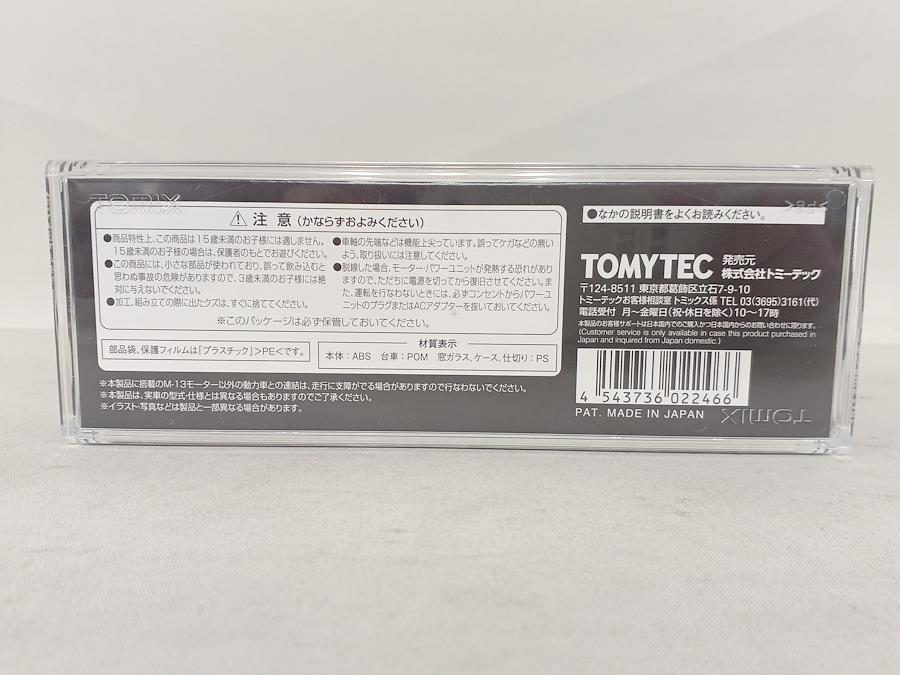 TOMIX
⚠ 注 意 (かならずおよみください)
●商品特性上、この商品は15歳未満のお子様には適しません。
15歳未満のお子様の場合は、保護者のもとでお遊びください。
●この商品には、小さな部品が使われており、誤って飲み込むと
思わぬ事故の危険がありますので、3歳未満のお子様には絶
対に与えないでください。
●加工、組み立ての際に出たクズは、すぐに捨ててください。
●車軸の先端などは機能上尖っています。誤ってケガなどの無い
よう、取り扱いには注意してください。
●脱線した場合、モーター・パワーユニットが発熱する恐れがあり
ますので、ただちに電源を切ってから復旧させてください。ま
た、運転を行なわないときには、必ずコンセントからパワーユ
ニットのプラグまたはACアダプターを抜いておいてください。
※このパッケージは必ず保管しておいてください。
部品袋、保護フィルムは「プラスチック」>PE<です。
材質表示
本体:ABS 台車:POM 窓ガラス、ケース、仕切り:PS
※本製品に搭載のM-13モーター以外の動力車との連結は、走行に支障がでる場合がありますので行なわないでください。
※本製品は、実車の型式・仕様とは異なる場合もありますのでご了承ください。
※イラスト・写真などは製品と一部異なる場合があります。
●なかの説明書をよくお読みください。
>PS<
TOMYTEC 発売元 株式会社トミーテック
〒124-8511 東京都葛飾区立石7-9-10
トミーテックお客様相談室 トミックス係 TEL 03(3695)3161(代)
電話受付 月〜金曜日(祝・休日を除く)10〜17時
本製品のお客様サポートは日本国内でのご購入かつ日本国内からのお問い合わせに限ります。
(Customer service is only available in case this product purchased in
Japan and inquired from Japan domestic.)
4 543736 022466
PAT. MADE IN JAPAN
TOMIX